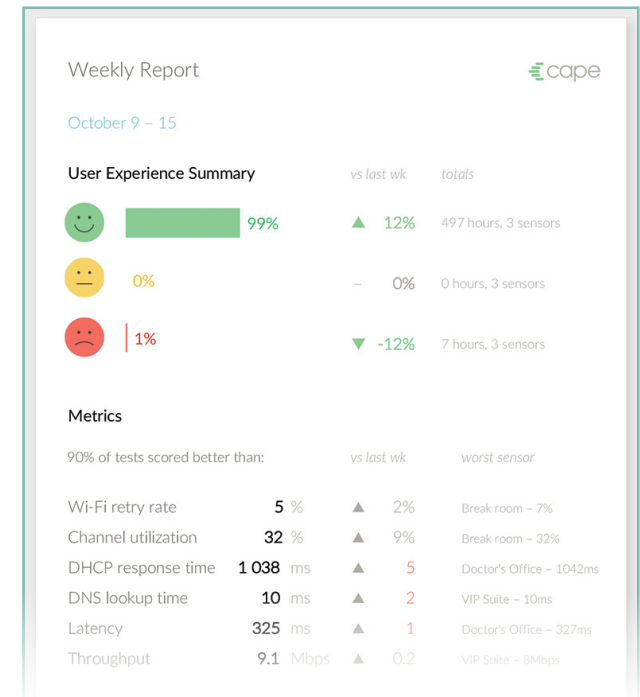 Weekly Report
cape
October 9 – 15
User Experience Summary vs last wk totals
99% ▲ 12% 497 hours, 3 sensors
0% – 0% 0 hours, 3 sensors
1% ▼ -12% 7 hours, 3 sensors
Metrics
90% of tests scored better than: vs last wk worst sensor
Wi-Fi retry rate 5 % ▲ 2% Break room – 7%
Channel utilization 32 % ▲ 9% Break room – 32%
DHCP response time 1 038 ms ▲ 5 Doctor's Office – 1042ms
DNS lookup time 10 ms ▲ 2 VIP Suite – 10ms
Latency 325 ms ▲ 1 Doctor's Office – 327ms
Throughput 9.1 Mbps ▲ 0.2 VIP Suite – 8Mbps